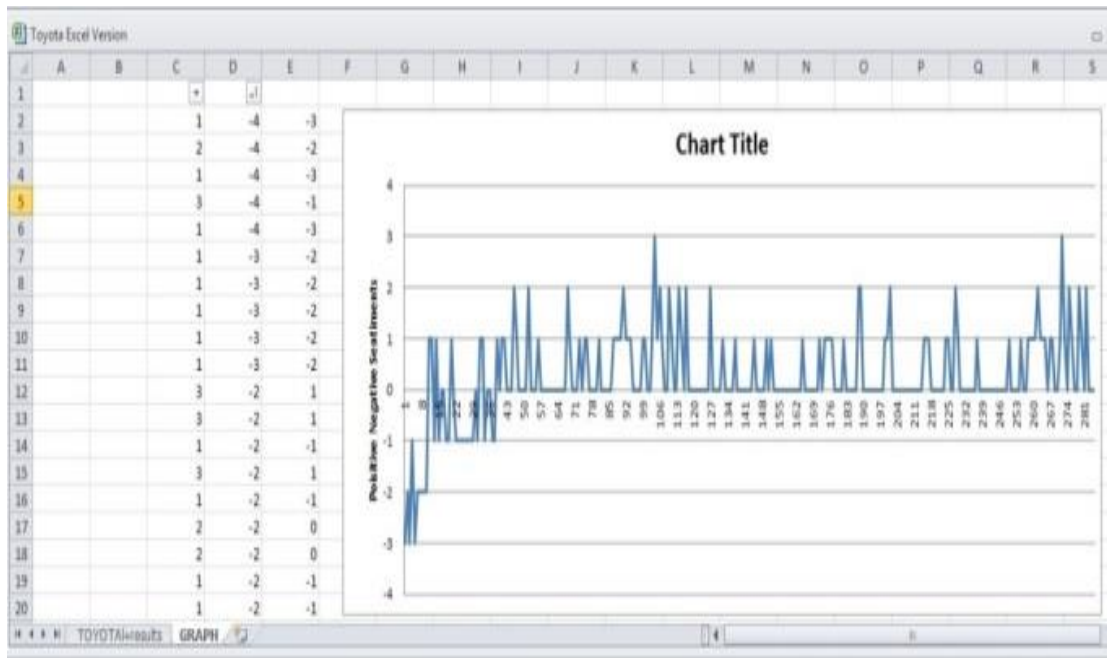 Toyota Excel Version
A B C D E F G H I J K L M N O P Q R S
1
2 1 -4 -3
3 2 -4 -2
4 1 -4 -3
5 3 -4 -1
6 1 -4 -3
7 1 -3 -2
8 1 -3 -2
9 1 -3 -2
10 1 -3 -2
11 1 -3 -2
12 3 -2 1
13 3 -2 1
14 1 -2 -1
15 3 -2 1
16 1 -2 -1
17 2 -2 0
18 2 -2 0
19 1 -2 -1
20 1 -2 -1
Chart Title
Poisitive Negative Seatiments
4
3
2
1
0
-1
-2
-3
-4
1 8 22 43 50 57 64 71 78 85 92 99 106 113 120 127 134 141 148 155 162 169 176 183 190 197 204 211 218 225 232 239 246 253 260 267 274 281
GRAPH